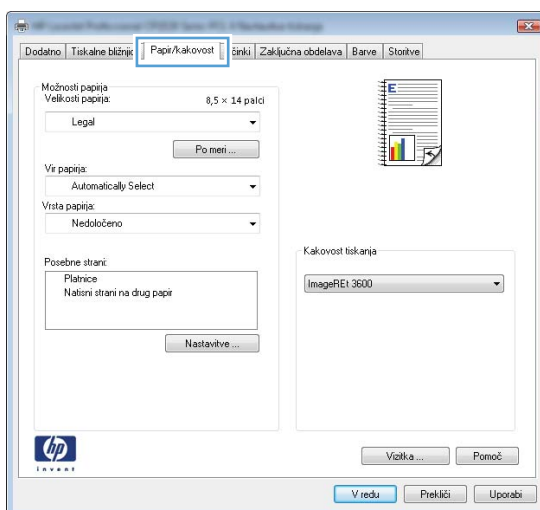 Dodatno Tiskalne Papir/kakovost Zaključna obdelava Barve Storitve
Možnosti papirja
Velikosti papirja: 8,5 × 14 palci
Legal
Po meri ...
Vir papirja:
Automatically Select
Vrsta papirja:
Nedoločeno
Posebne strani:
Platnice
Natisni strani na drug papir
Nastavitve ...
E
Kakovost tiskanja
ImageREt 3600
hp
invent
Vizitka ... Pomoč
V redu Prekliči Uporabi